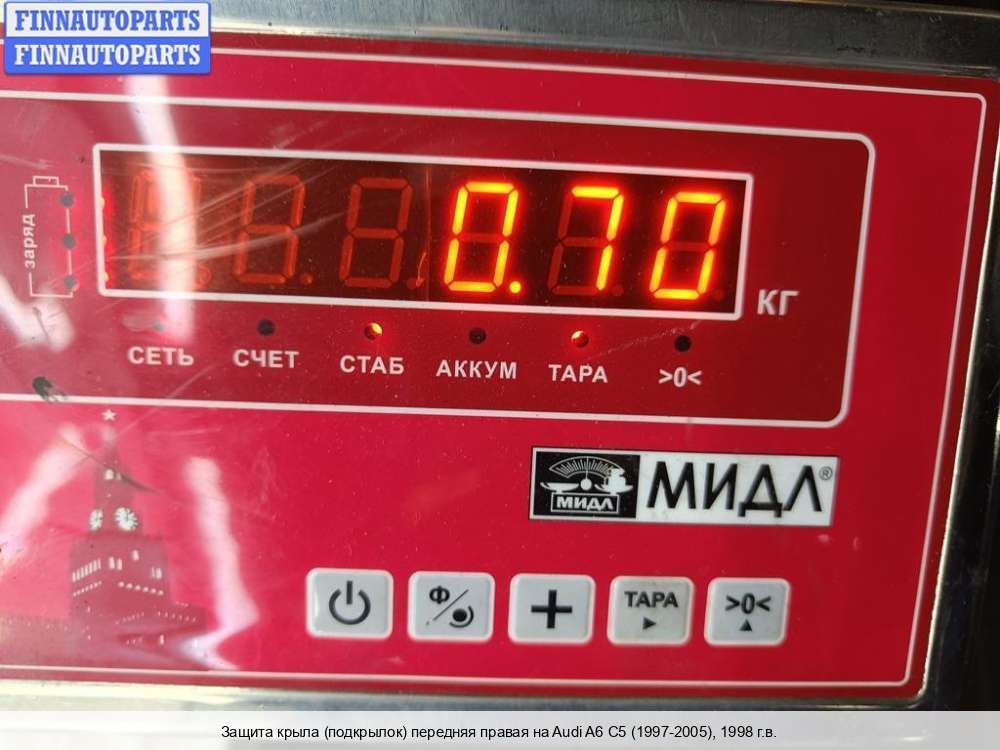 FINNAUTOPARTS
FINNAUTOPARTS
заряд
0.70
КГ
СЕТЬ СЧЕТ СТАБ АККУМ ТАРА >0<
МИДЛ МИДЛ®
Ф ТАРА >0<
Защита крыла (подкрылок) передняя правая на Audi A6 C5 (1997-2005), 1998 г.в.